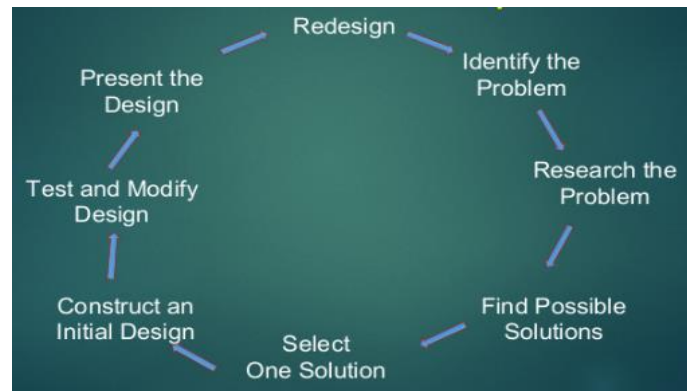 Redesign
Identify the
Problem
Research the
Problem
Find Possible
Solutions
Select
One Solution
Construct an
Initial Design
Test and Modify
Design
Present the
Design